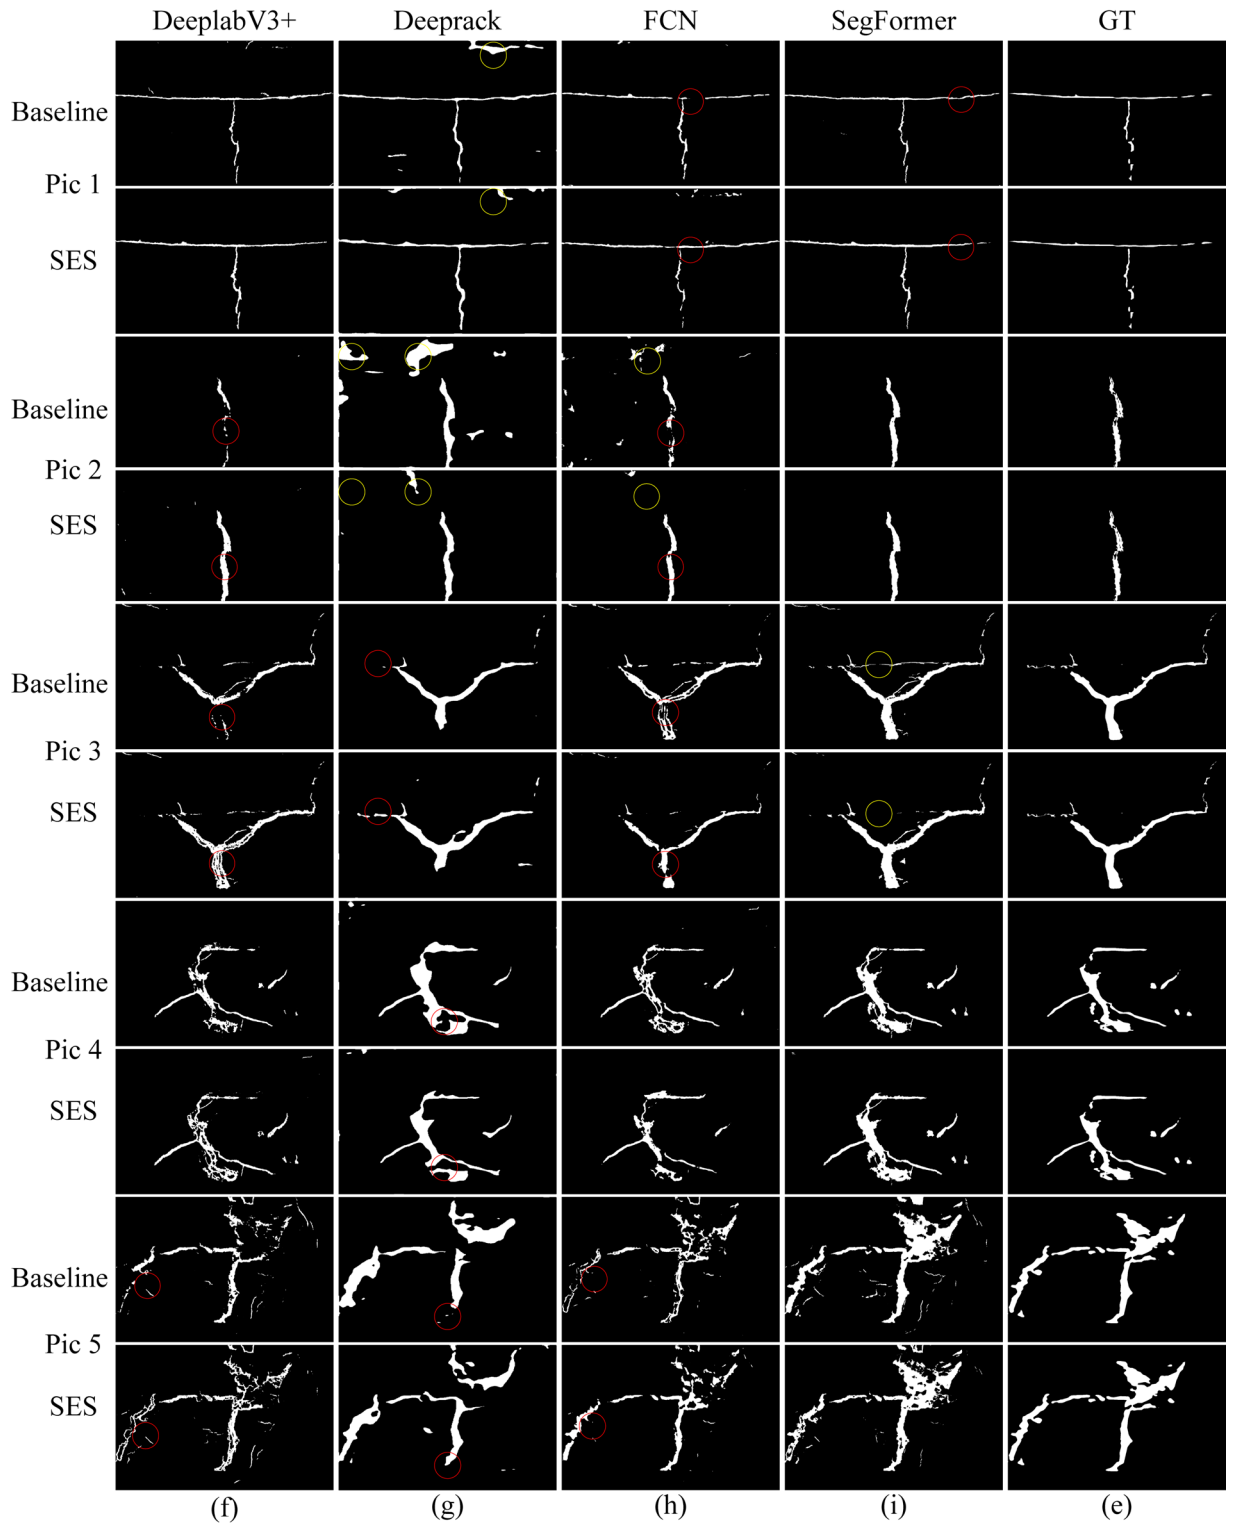 DeeplabV3+ Deeprack FCN SegFormer GT
Baseline
Pic 1
SES
Baseline
Pic 2
SES
Baseline
Pic 3
SES
Baseline
Pic 4
SES
Baseline
Pic 5
SES
(f) (g) (h) (i) (e)